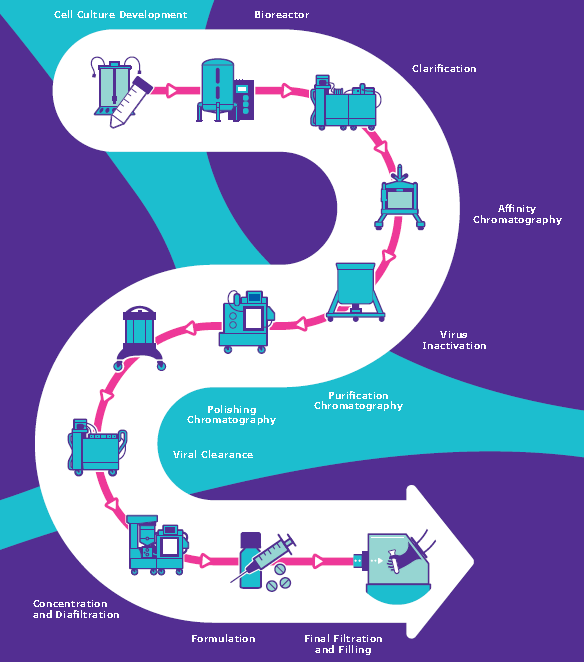 Cell Culture Development
Bioreactor
Clarification
Affinity
Chromatography
Virus
Inactivation
Purification
Chromatography
Polishing
Chromatography
Viral Clearance
Concentration
and Diafiltration
Formulation
Final Filtration
and Filling